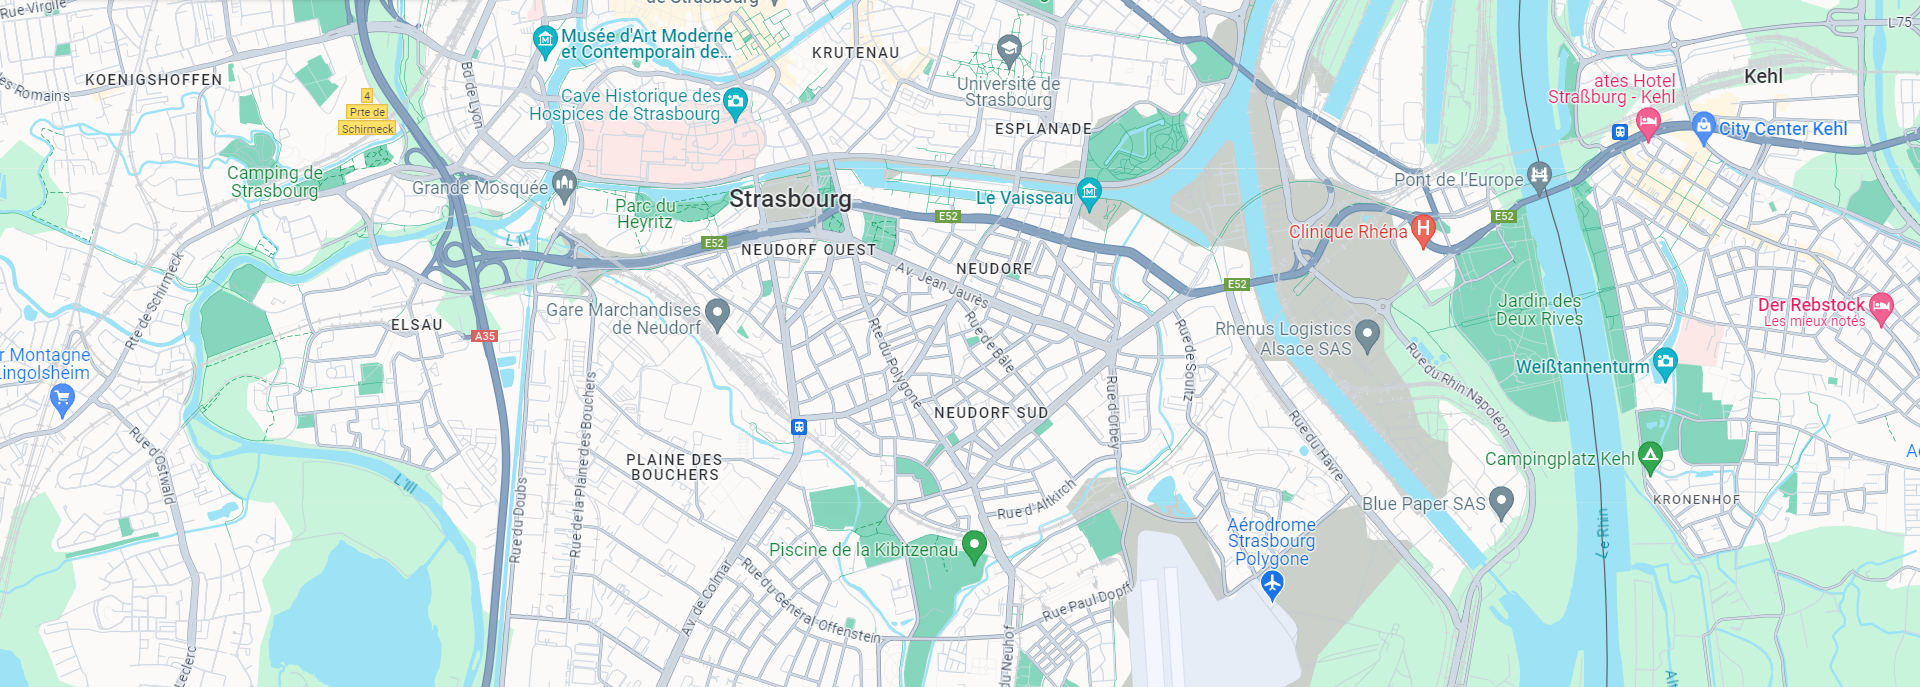 Rue Virgile
de Strasbourg
L75
Musée d'Art Moderne
et Contemporain de...
KRUTENAU
Université de
Strasbourg
KOENIGSHOFFEN
Romains
Bd de Lyon
4
Prte de
Schirmeck
Cave Historique des
Hospices de Strasbourg
ESPLANADE
ates Hotel
Straßburg - Kehl
Kehl
City Center Kehl
Camping de
Strasbourg
Grande Mosquée
Parc du
Heyritz
Strasbourg
Le Vaisseau
Pont de l'Europe
E52
E52
E52
E52
L'Ill
NEUDORF OUEST
NEUDORF
Clinique Rhéna
Av. Jean Jaurès
Rte de Schirmeck
Gare Marchandises
de Neudorf
ELSAU
A35
Rte du Polygone
Rue de Bâle
Rue de Soultz
Rhenus Logistics
Alsace SAS
Jardin des
Deux Rives
Der Rebstock
Les mieux notés
r Montagne
Lingolsheim
Weißtannenturm
Rue du Rhin Napoléon
Rue de la Plaine des Bouchers
NEUDORF SUD
Rue d'Orbey
Rue du Havre
Rue d'Ostwald
PLAINE DES
BOUCHERS
L'Ill
Rue du Doubs
Rue d'Altkirch
Campingplatz Kehl
KRONENHOF
Blue Paper SAS
Le Rhin
Aérodrome
Strasbourg
Polygone
Piscine de la Kibitzenau
Av. de Colmar
Rue du Général Offenstein
Rue Paul Dopff
du Neuhof
Leclerc